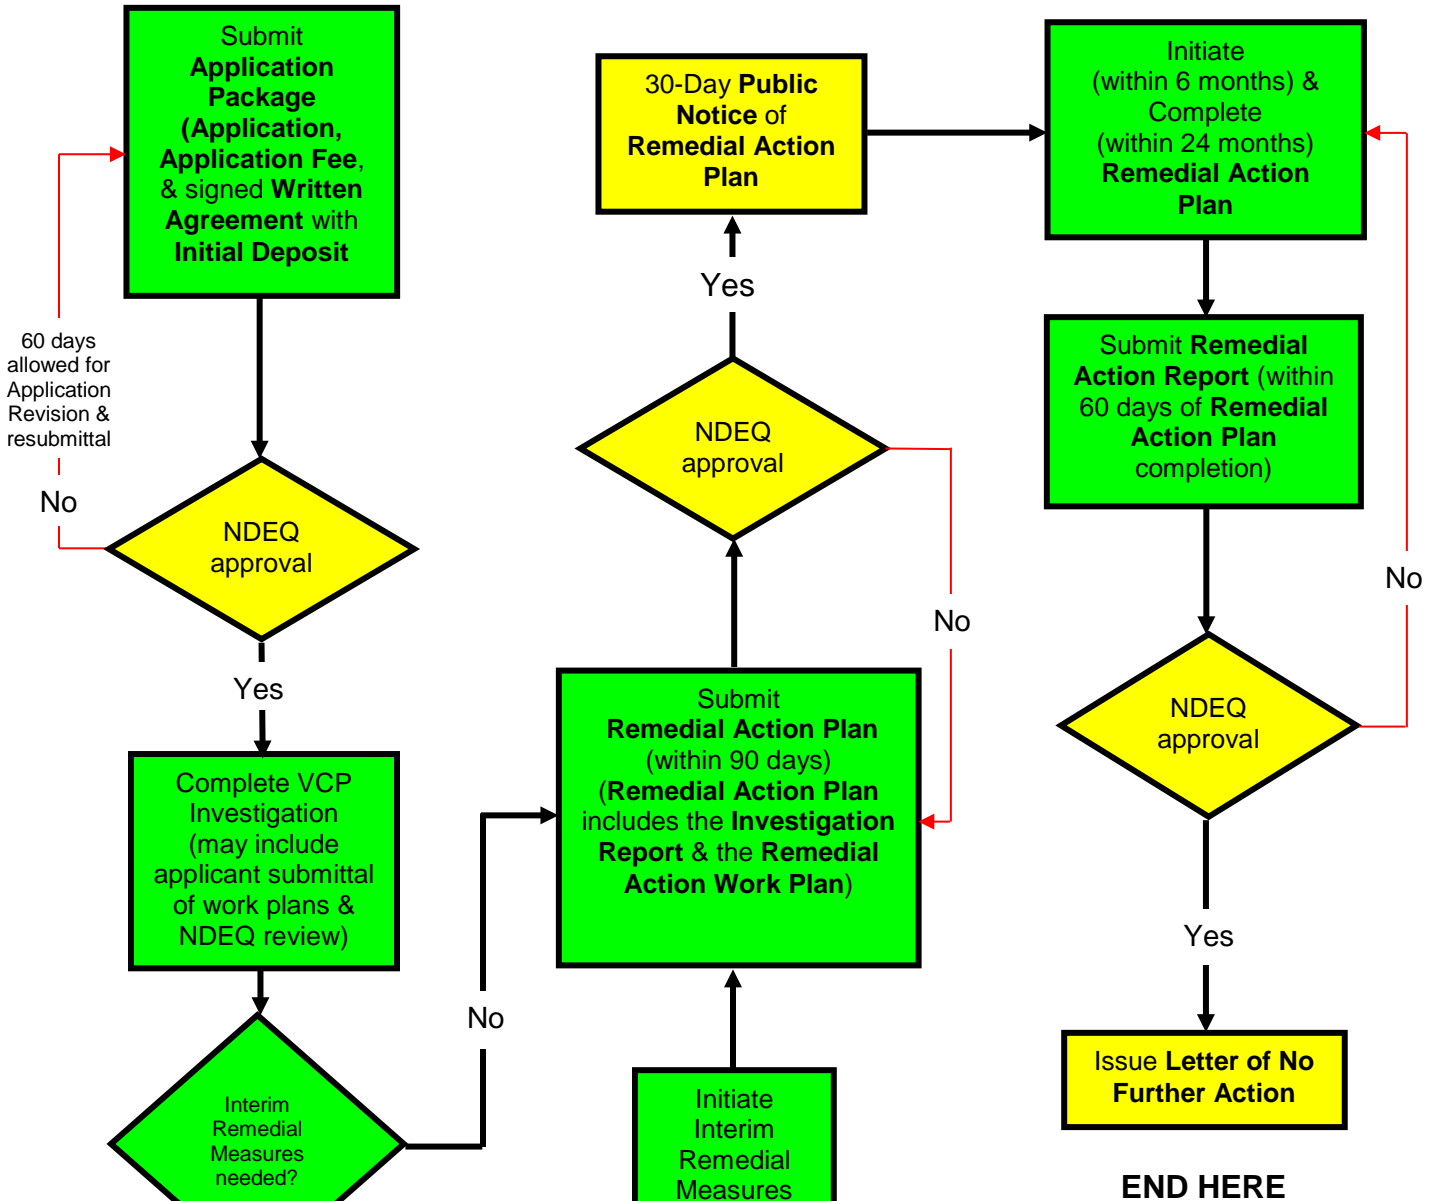 Submit
Application
Package
(Application,
Application Fee,
& signed Written
Agreement with
Initial Deposit
60 days
allowed for
Application
Revision &
resubmittal
No
NDEQ
approval
Yes
Complete VCP
Investigation
(may include
applicant submittal
of work plans &
NDEQ review)
Interim
Remedial
Measures
needed?
No
30-Day Public
Notice of
Remedial Action
Plan
Yes
NDEQ
approval
No
Submit
Remedial Action Plan
(within 90 days)
(Remedial Action Plan
includes the Investigation
Report & the Remedial
Action Work Plan)
Initiate
Interim
Remedial
Measures
Initiate
(within 6 months) &
Complete
(within 24 months)
Remedial Action
Plan
Submit Remedial
Action Report (within
60 days of Remedial
Action Plan
completion)
No
NDEQ
approval
Yes
Issue Letter of No
Further Action
END HERE